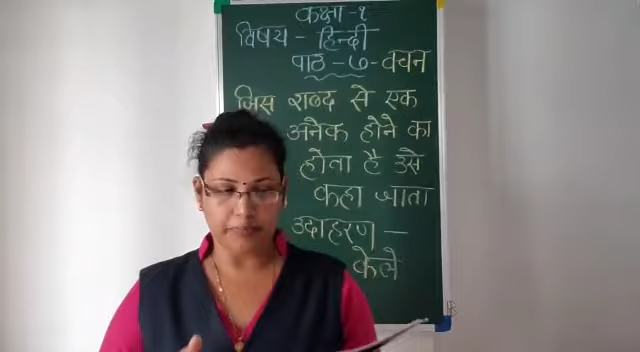 कक्षा -१
विषय - हिन्दी
पाठ - ७ - वचन
जिस शब्द से एक
अनेक होने का
होता है उसे
कहा जाता
उदाहरण —
केले